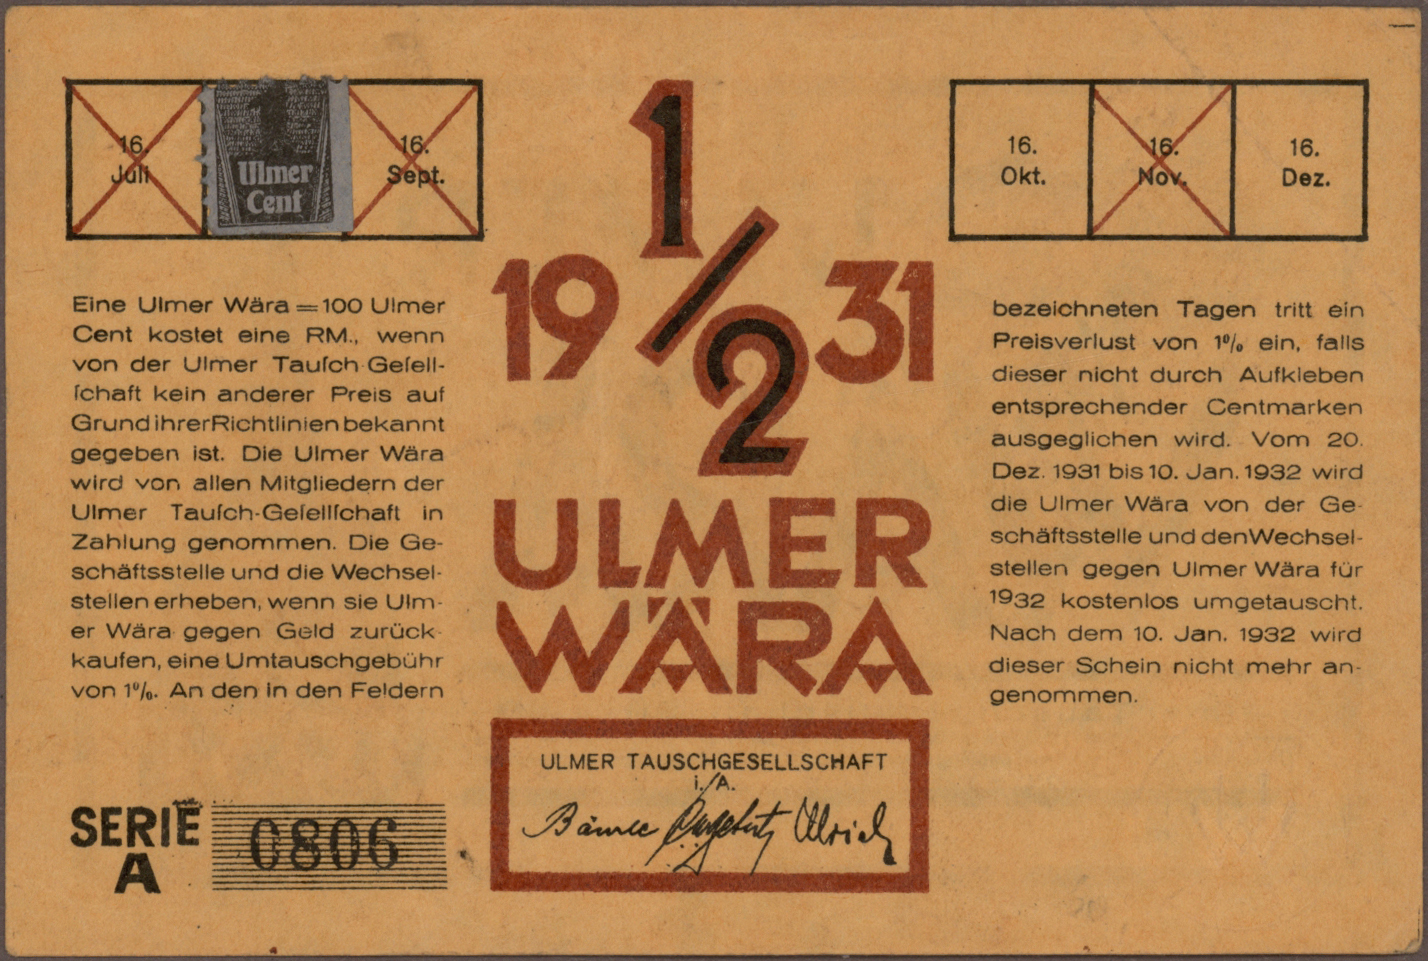 16.
Juli
1
Ulmer
Cent
16.
Sept.
16.
Okt.
16.
Nov.
16.
Dez.
1/2
1931
ULMER
WÄRA
Eine Ulmer Wära = 100 Ulmer
Cent kostet eine RM., wenn
von der Ulmer Tauſch-Geſell-
ſchaft kein anderer Preis auf
Grund ihrer Richtlinien bekannt
gegeben ist. Die Ulmer Wära
wird von allen Mitgliedern der
Ulmer Tauſch-Geſellſchaft in
Zahlung genommen. Die Ge-
schäftsstelle und die Wechsel-
stellen erheben, wenn sie Ulm-
er Wära gegen Geld zurück-
kaufen, eine Umtauschgebühr
von 1%. An den in den Feldern
bezeichneten Tagen tritt ein
Preisverlust von 1% ein, falls
dieser nicht durch Aufkleben
entsprechender Centmarken
ausgeglichen wird. Vom 20.
Dez. 1931 bis 10. Jan. 1932 wird
die Ulmer Wära von der Ge-
schäftsstelle und den Wechsel-
stellen gegen Ulmer Wära für
1932 kostenlos umgetauscht.
Nach dem 10. Jan. 1932 wird
dieser Schein nicht mehr an-
genommen.
ULMER TAUSCHGESELLSCHAFT
i. A.
Ulrich
SERIE
A
0806